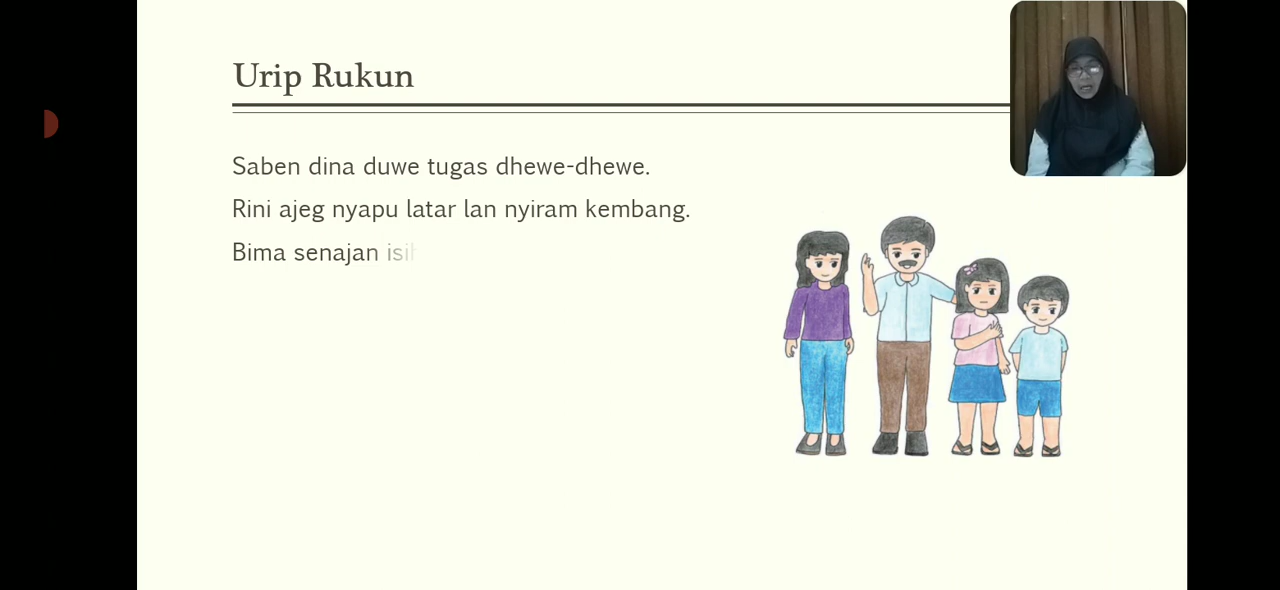 Urip Rukun
Saben dina duwe tugas dhewe-dhewe.
Rini ajeg nyapu latar lan nyiram kembang.
Bima senajan